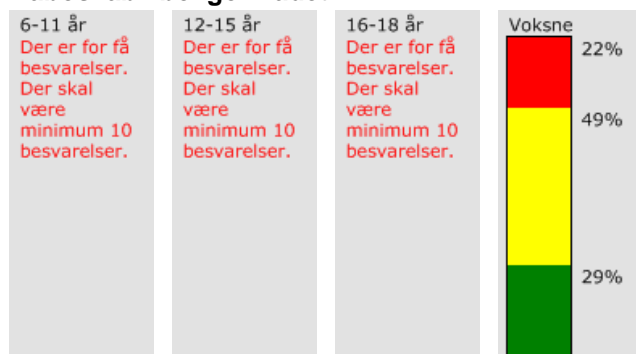 6-11 år
Der er for få
besvarelser.
Der skal
være
minimum 10
besvarelser.
12-15 år
Der er for få
besvarelser.
Der skal
være
minimum 10
besvarelser.
16-18 år
Der er for få
besvarelser.
Der skal
være
minimum 10
besvarelser.
Voksne
22%
49%
29%